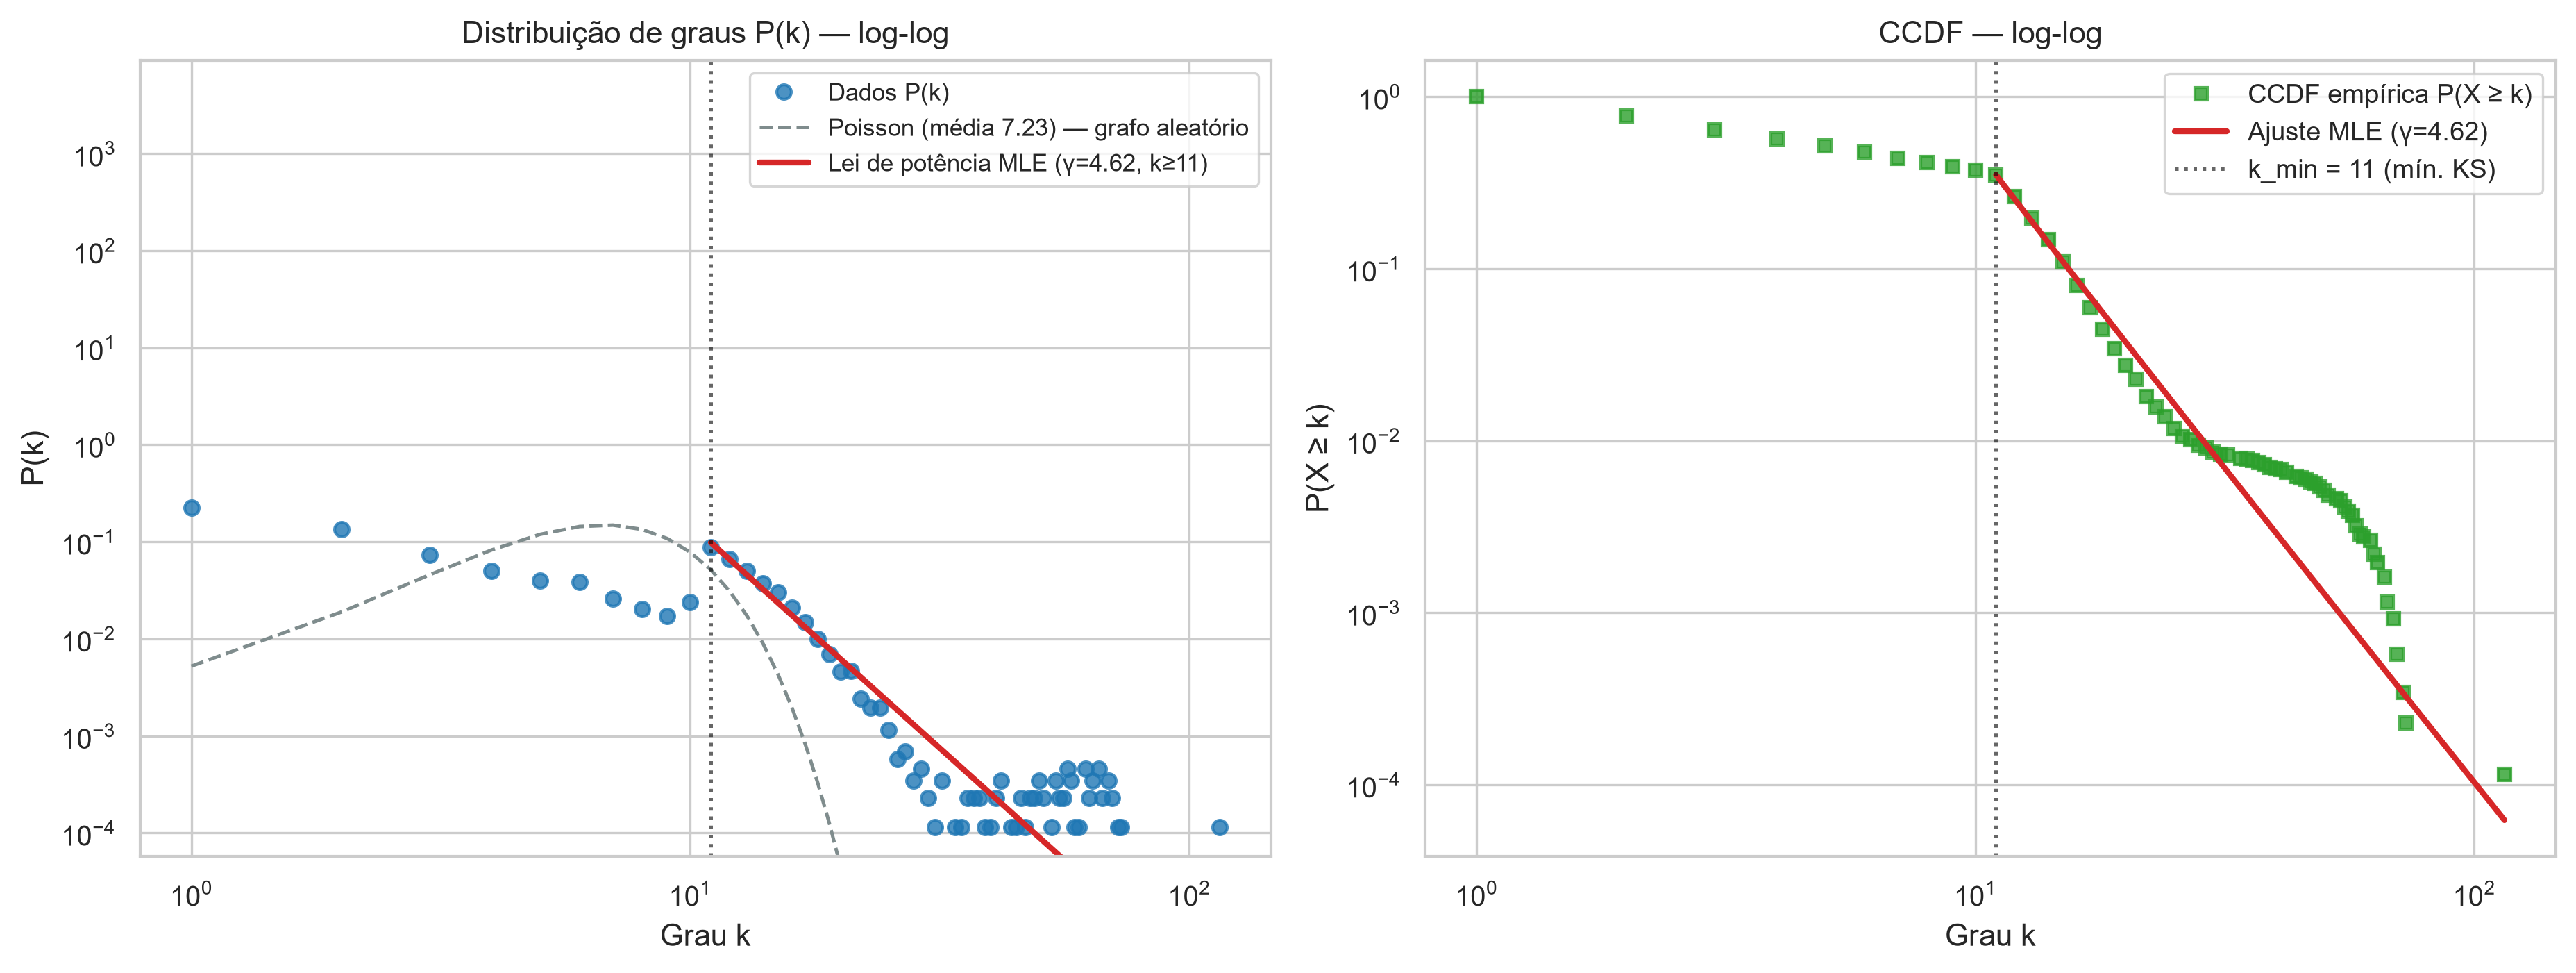 Distribuição de graus P(k) — log-log
Dados P(k)
Poisson (média 7.23) — grafo aleatório
Lei de potência MLE (γ=4.62, k≥11)
P(k)
10³
10²
10¹
10⁰
10⁻¹
10⁻²
10⁻³
10⁻⁴
10⁰ 10¹ 10²
Grau k
CCDF — log-log
CCDF empírica P(X ≥ k)
Ajuste MLE (γ=4.62)
k_min = 11 (mín. KS)
P(X ≥ k)
10⁰
10⁻¹
10⁻²
10⁻³
10⁻⁴
10⁰ 10¹ 10²
Grau k